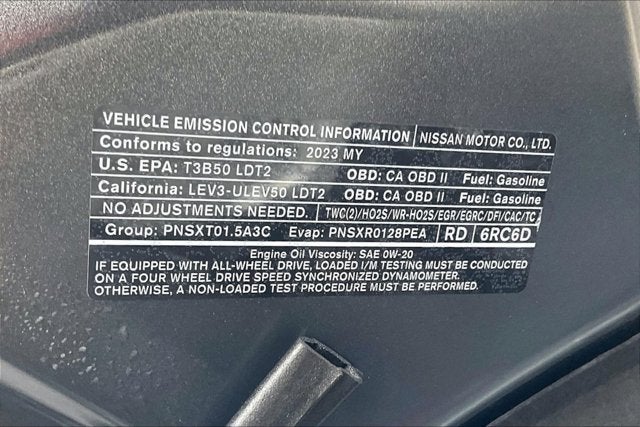 VEHICLE EMISSION CONTROL INFORMATION NISSAN MOTOR CO., LTD.
Conforms to regulations: 2023 MY
U.S. EPA: T3B50 LDT2 OBD: CA OBD II Fuel: Gasoline
California: LEV3-ULEV50 LDT2 OBD: CA OBD II Fuel: Gasoline
NO ADJUSTMENTS NEEDED TWC(2)/HO2S/WR-HO2S/EGR/EGRC/DFI/CAC/TC
Group: PNSXT01.5A3C Evap: PNSXR0128PEA RD 6RC6D
Engine Oil Viscosity: SAE 0W-20
IF EQUIPPED WITH ALL-WHEEL DRIVE, LOADED I/M TESTING MUST BE CONDUCTED
ON A FOUR WHEEL DRIVE SPEED SYNCHRONIZED DYNAMOMETER.
OTHERWISE, A NON-LOADED TEST PROCEDURE MUST BE PERFORMED.